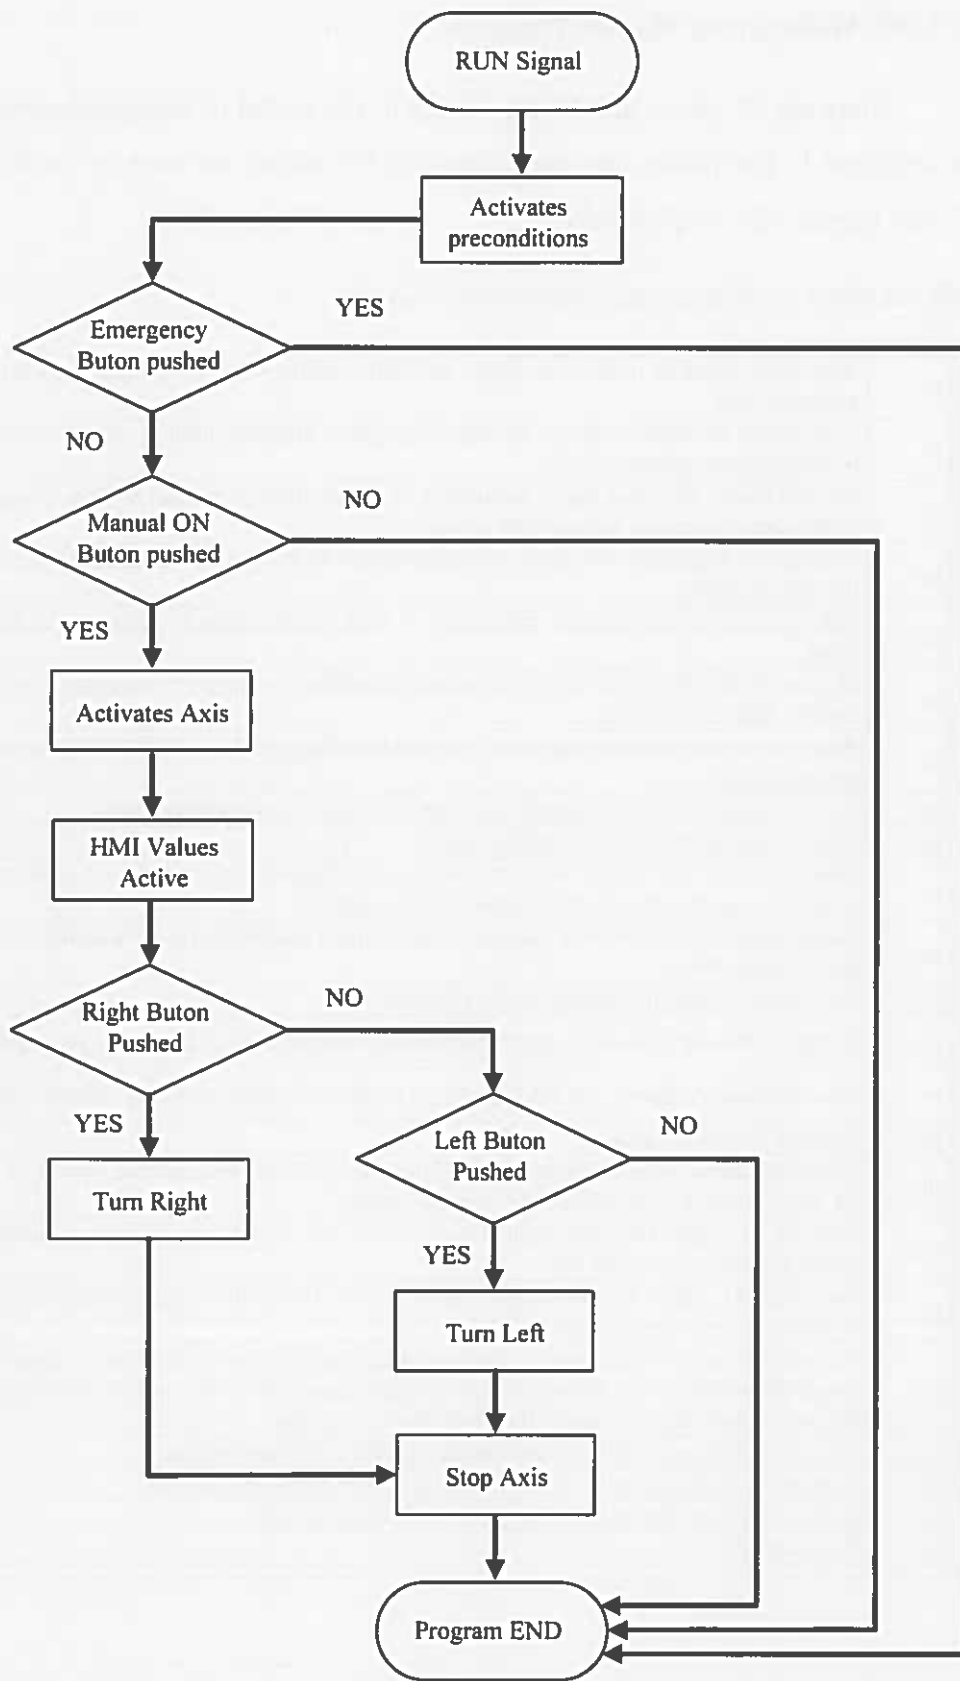 RUN Signal
Activates
preconditions
YES
Emergency
Buton pushed
NO
NO
Manual ON
Buton pushed
YES
Activates Axis
HMI Values
Active
NO
Right Buton
Pushed
YES
NO
Left Buton
Pushed
Turn Right
YES
Turn Left
Stop Axis
Program END